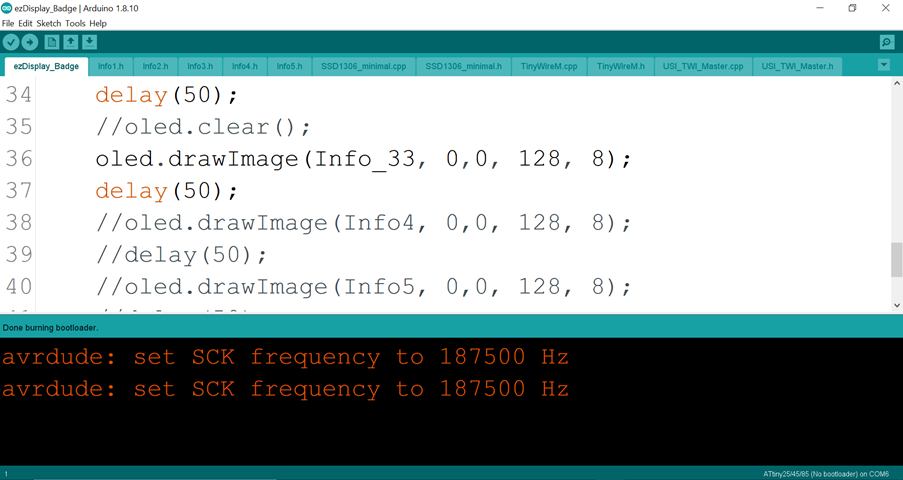 ezDisplay_Badge | Arduino 1.8.10
File Edit Sketch Tools Help
ezDisplay_Badge Info1.h Info2.h Info3.h Info4.h Info5.h SSD1306_minimal.cpp SSD1306_minimal.h TinyWireM.cpp TinyWireM.h USI_TWI_Master.cpp USI_TWI_Master.h
34 delay(50);
35 //oled.clear();
36 oled.drawImage(Info_33, 0,0, 128, 8);
37 delay(50);
38 //oled.drawImage(Info4, 0,0, 128, 8);
39 //delay(50);
40 //oled.drawImage(Info5, 0,0, 128, 8);
Done burning bootloader.
avrdude: set SCK frequency to 187500 Hz
avrdude: set SCK frequency to 187500 Hz
1 ATtiny25/45/85 (No bootloader) on COM6